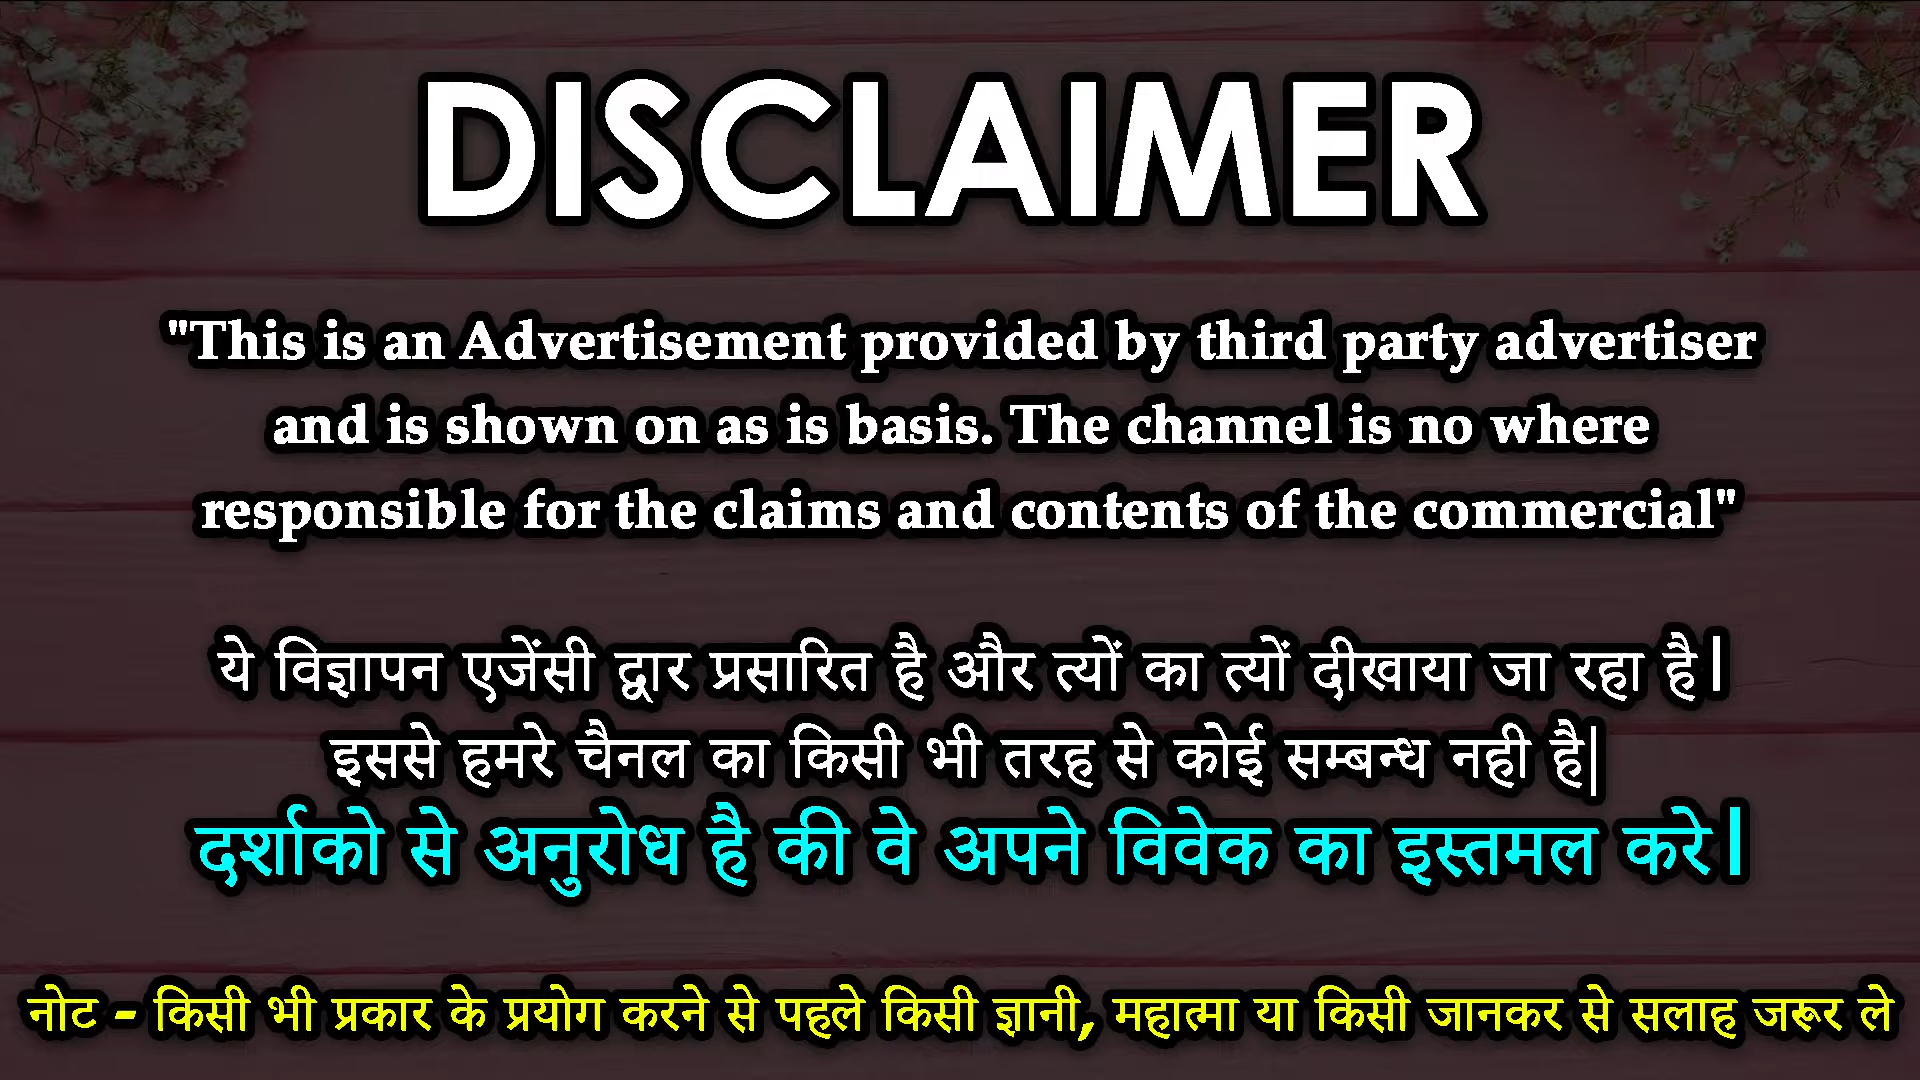 DISCLAIMER
"This is an Advertisement provided by third party advertiser
and is shown on as is basis. The channel is no where
responsible for the claims and contents of the commercial"
ये विज्ञापन एजेंसी द्वार प्रसारित है और त्यों का त्यों दीखाया जा रहा है।
इससे हमरे चैनल का किसी भी तरह से कोई सम्बन्ध नही है|
दर्शाको से अनुरोध है की वे अपने विवेक का इस्तमल करे।
नोट - किसी भी प्रकार के प्रयोग करने से पहले किसी ज्ञानी, महात्मा या किसी जानकर से सलाह जरूर ले